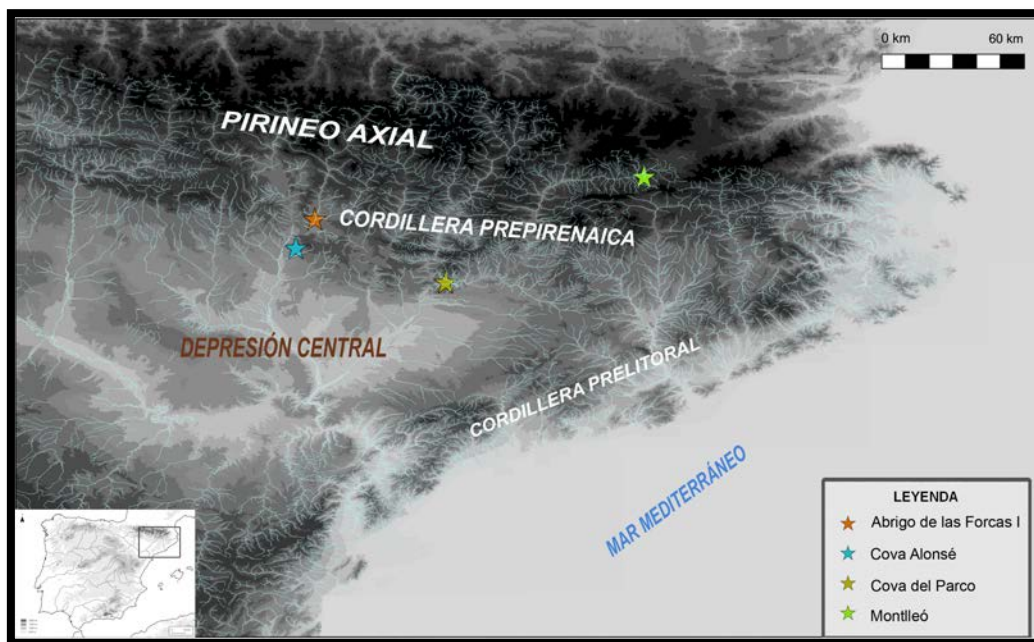 0 km 60 km
PIRINEO AXIAL
CORDILLERA PREPIRENAICA
DEPRESIÓN CENTRAL
CORDILLERA PRELITORAL
MAR MEDITERRÁNEO
LEYENDA
Abrigo de las Forcas I
Cova Alonsé
Cova del Parco
Montlleó